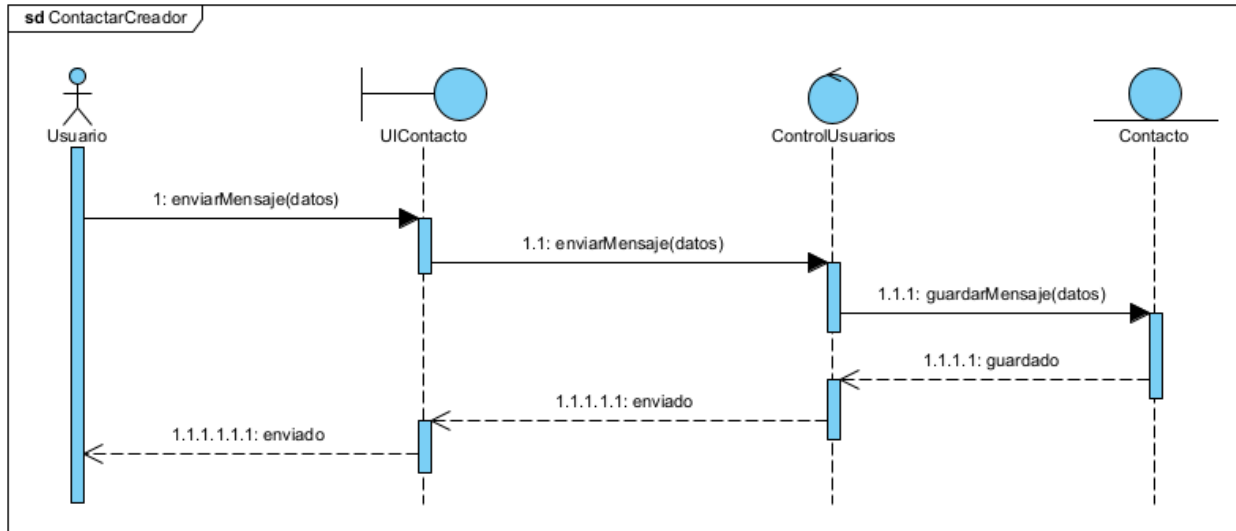 sd ContactarCreador
Usuario
UIContacto
ControlUsuarios
Contacto
1: enviarMensaje(datos)
1.1: enviarMensaje(datos)
1.1.1: guardarMensaje(datos)
1.1.1.1: guardado
1.1.1.1.1: enviado
1.1.1.1.1.1: enviado